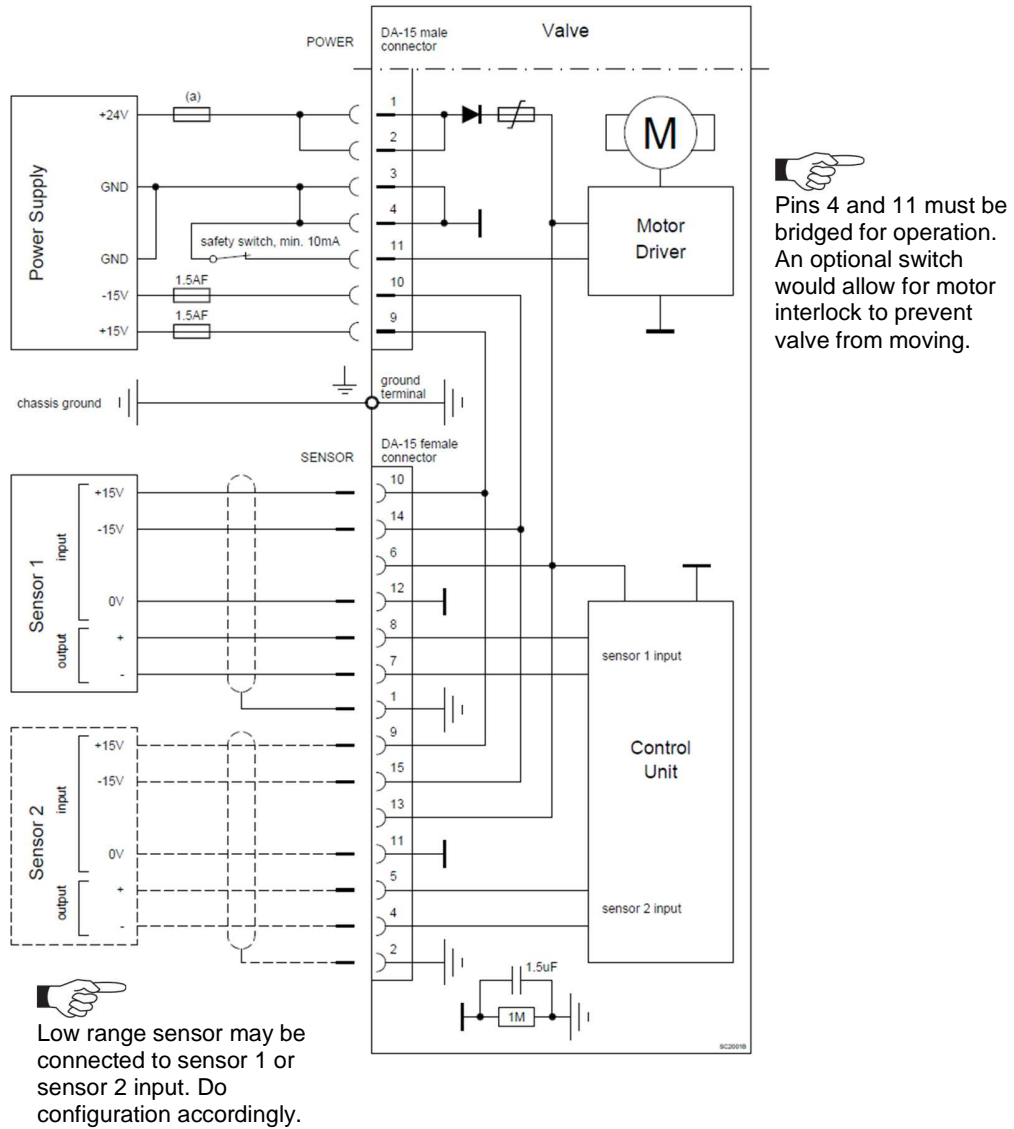 POWER
DA-15 male
connector
Valve
Power Supply
+24V
(a)
GND
GND
safety switch, min. 10mA
-15V
1.5AF
+15V
1.5AF
1
2
3
4
11
10
9
M
Motor
Driver
Pins 4 and 11 must be
bridged for operation.
An optional switch
would allow for motor
interlock to prevent
valve from moving.
chassis ground
ground
terminal
SENSOR
DA-15 female
connector
Sensor 1
input
output
+15V
-15V
0V
+
-
10
14
6
12
8
7
1
sensor 1 input
Control
Unit
Sensor 2
input
output
+15V
-15V
0V
+
-
9
15
13
11
5
4
2
sensor 2 input
1.5uF
1M
SC2001B
Low range sensor may be
connected to sensor 1 or
sensor 2 input. Do
configuration accordingly.